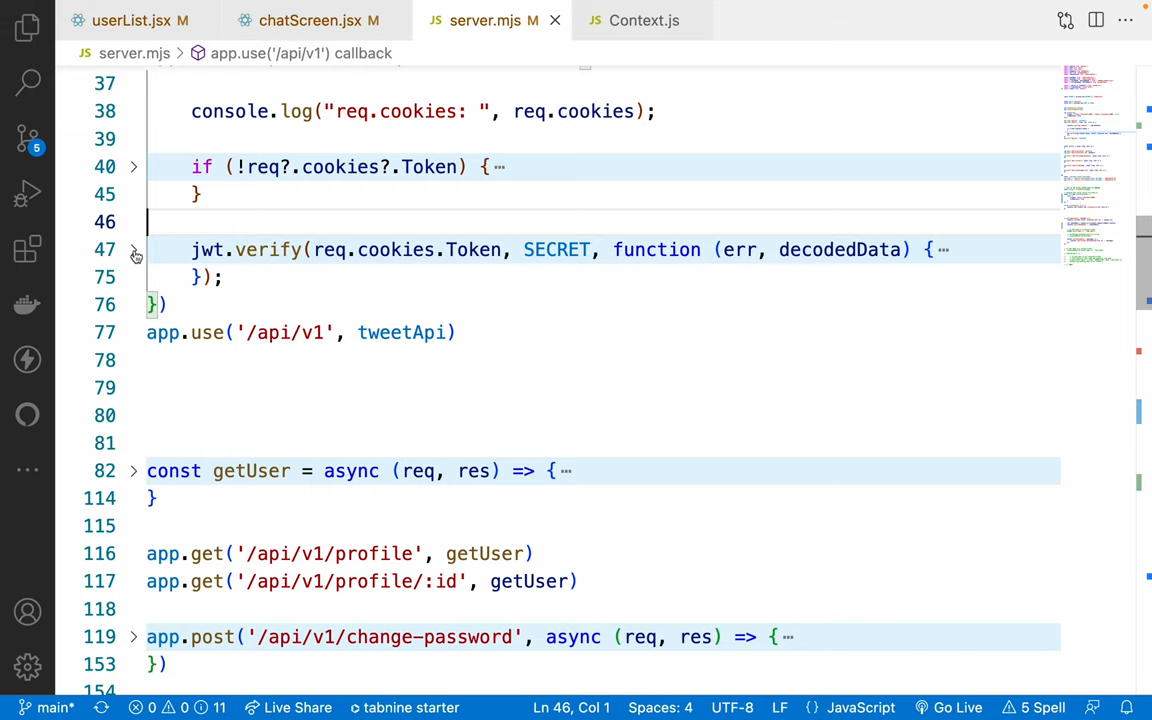 userList.jsx M chatScreen.jsx M JS server.mjs M JS Context.js
JS server.mjs > app.use('/api/v1') callback
37
38 console.log("req.cookies: ", req.cookies);
39
40 if (!req?.cookies?.Token) {…
45 }
46
47 jwt.verify(req.cookies.Token, SECRET, function (err, decodedData) {…
75 });
76 })
77 app.use('/api/v1', tweetApi)
78
79
80
81
82 const getUser = async (req, res) => {…
114 }
115
116 app.get('/api/v1/profile', getUser)
117 app.get('/api/v1/profile/:id', getUser)
118
119 app.post('/api/v1/change-password', async (req, res) => {…
153 })
154
5
main* 0 0 11 Live Share tabnine starter Ln 46, Col 1 Spaces: 4 UTF-8 LF {} JavaScript Go Live 5 Spell